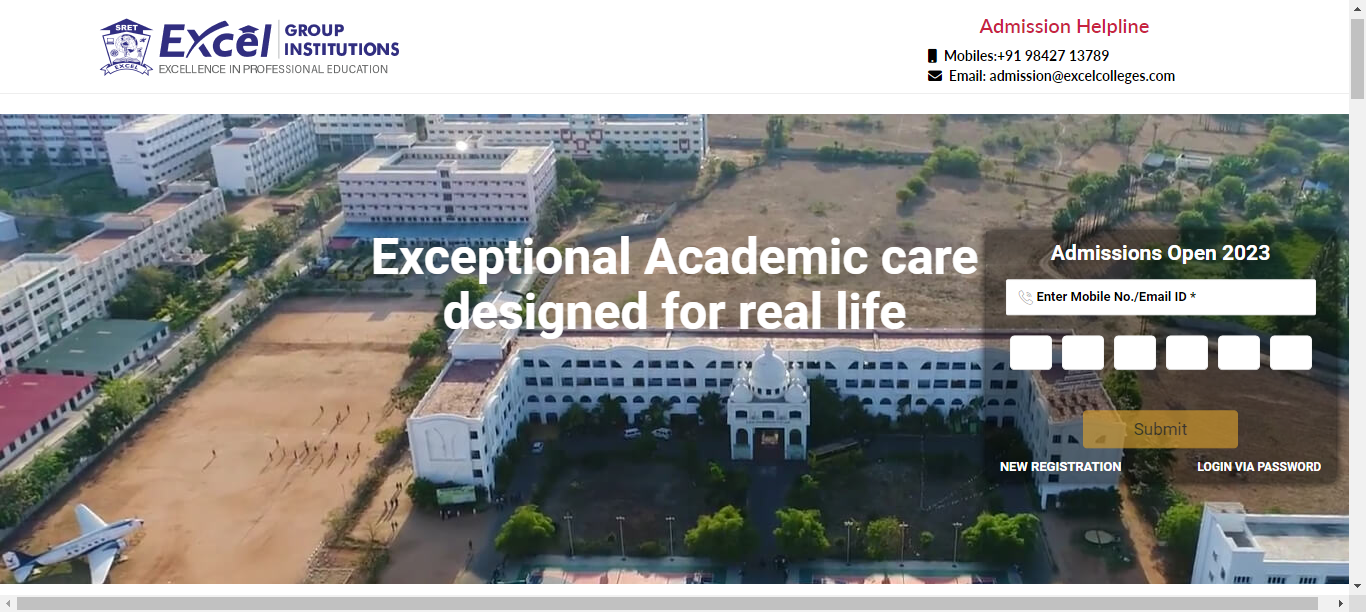 SRET
EXCEL
Excel
GROUP
INSTITUTIONS
EXCELLENCE IN PROFESSIONAL EDUCATION
Admission Helpline
Mobiles:+91 98427 13789
Email: admission@excelcolleges.com
Exceptional Academic care
designed for real life
Admissions Open 2023
Enter Mobile No./Email ID *
Submit
NEW REGISTRATION
LOGIN VIA PASSWORD